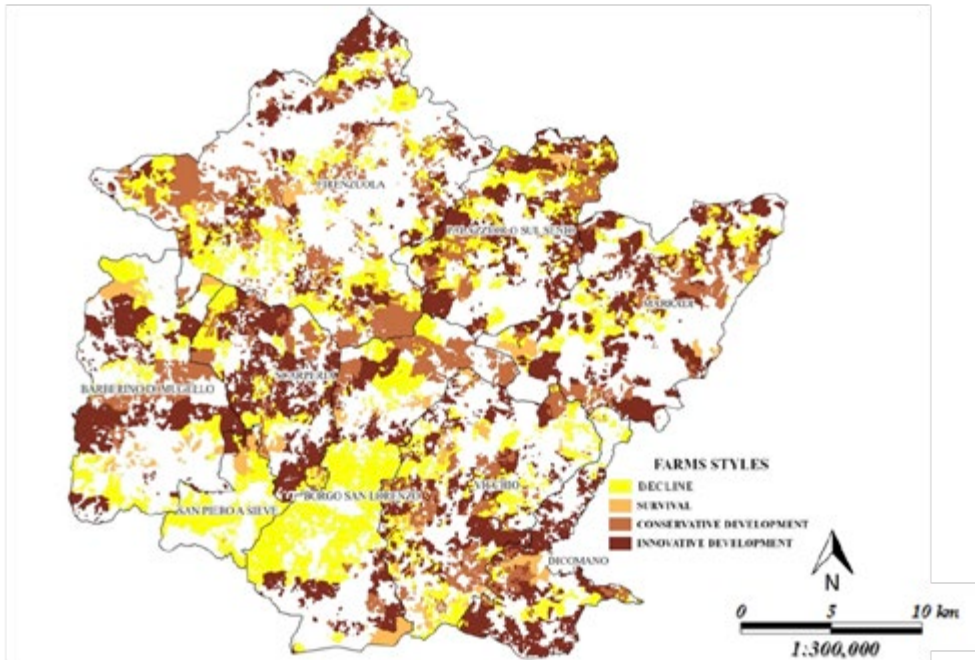 FIRENZUOLA
PALAZZUOLO SUL SENIO
MARRADI
SCARPERIA
BARBERINO DI MUGELLO
VICCHIO
BORGO SAN LORENZO
SAN PIERO A SIEVE
DICOMANO
FARMS STYLES
DECLINE
SURVIVAL
CONSERVATIVE DEVELOPMENT
INNOVATIVE DEVELOPMENT
N
0 5 10 km
1:300,000